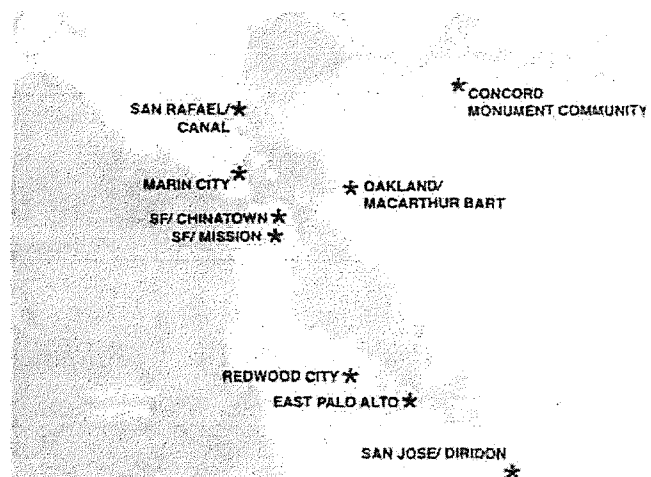 CONCORD
MONUMENT COMMUNITY
SAN RAFAEL/
CANAL
MARIN CITY
OAKLAND/
MACARTHUR BART
SF/ CHINATOWN
SF/ MISSION
REDWOOD CITY
EAST PALO ALTO
SAN JOSE/ DIRIDON